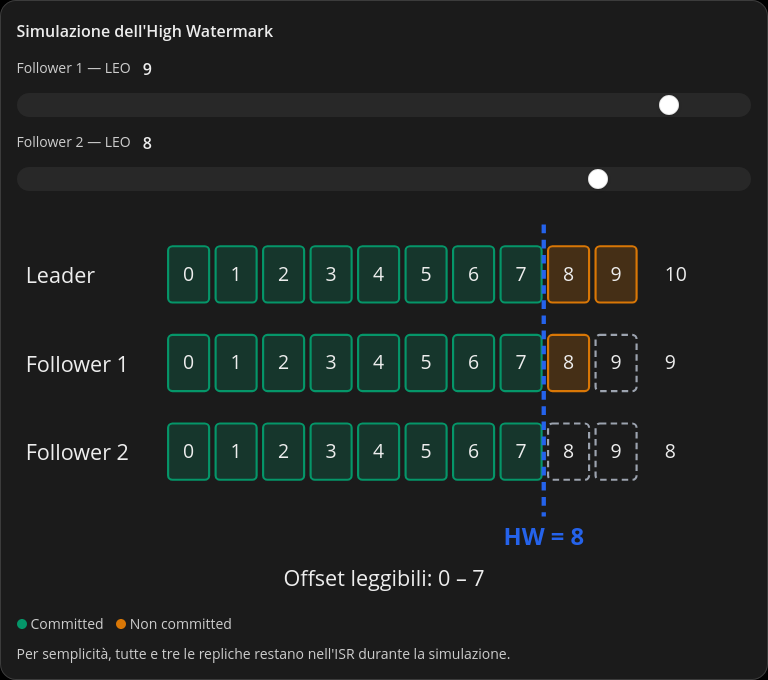 Simulazione dell'High Watermark
Follower 1 — LEO 9
Follower 2 — LEO 8
Leader 0 1 2 3 4 5 6 7 8 9 10
Follower 1 0 1 2 3 4 5 6 7 8 9 9
Follower 2 0 1 2 3 4 5 6 7 8 9 8
HW = 8
Offset leggibili: 0 – 7
Committed Non committed
Per semplicità, tutte e tre le repliche restano nell'ISR durante la simulazione.